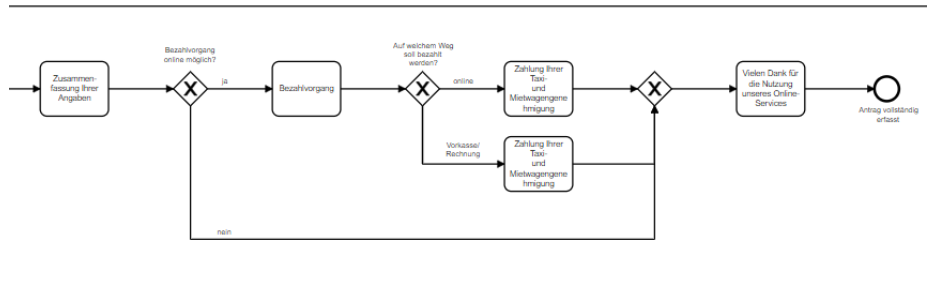 Zusammen-
fassung Ihrer
Angaben
Bezahlvorgang
online möglich?
ja
nein
Bezahlvorgang
Auf welchem Weg
soll bezahlt
werden?
online
Vorkasse/
Rechnung
Zahlung Ihrer
Taxi-
und
Mietwagengene
hmigung
Zahlung Ihrer
Taxi-
und
Mietwagengene
hmigung
Vielen Dank für
die Nutzung
unseres Online-
Services
Antrag vollständig
erfasst